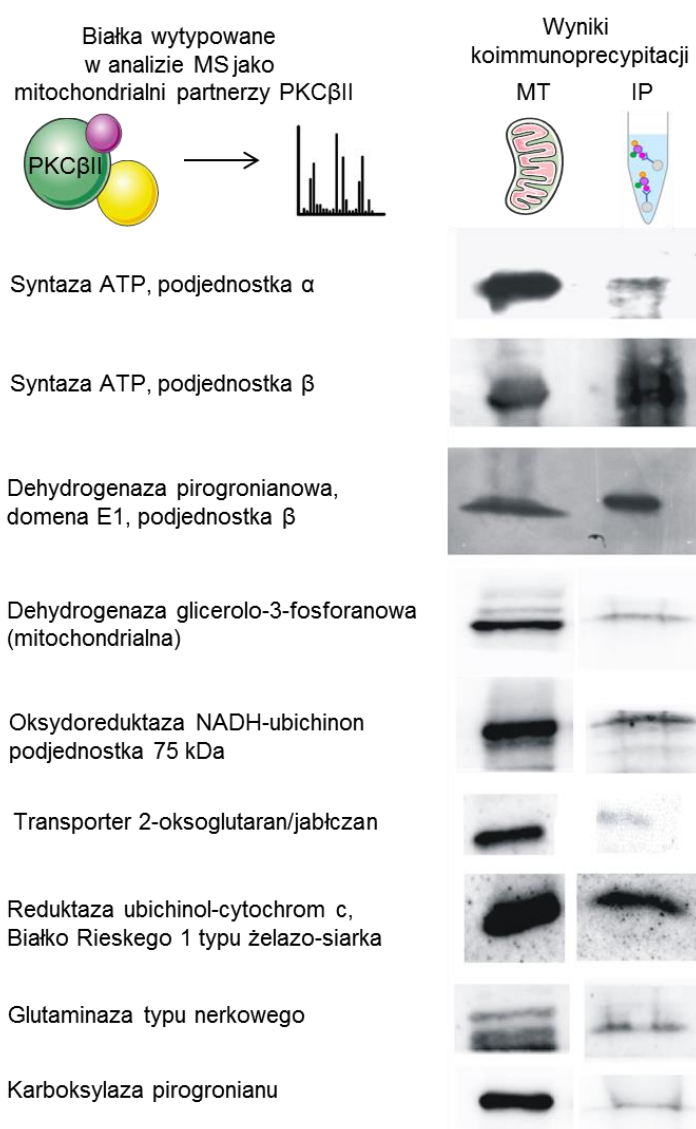 Białka wytypowane
w analizie MS jako
mitochondrialni partnerzy PKCβII
Wyniki
koimmunoprecypitacji
MT IP
PKCβII
Syntaza ATP, podjednostka α
Syntaza ATP, podjednostka β
Dehydrogenaza pirogronianowa,
domena E1, podjednostka β
Dehydrogenaza glicerolo-3-fosforanowa
(mitochondrialna)
Oksydoreduktaza NADH-ubichinon
podjednostka 75 kDa
Transporter 2-oksoglutaran/jabłczan
Reduktaza ubichinol-cytochrom c,
Białko Rieskego 1 typu żelazo-siarka
Glutaminaza typu nerkowego
Karboksylaza pirogronianu